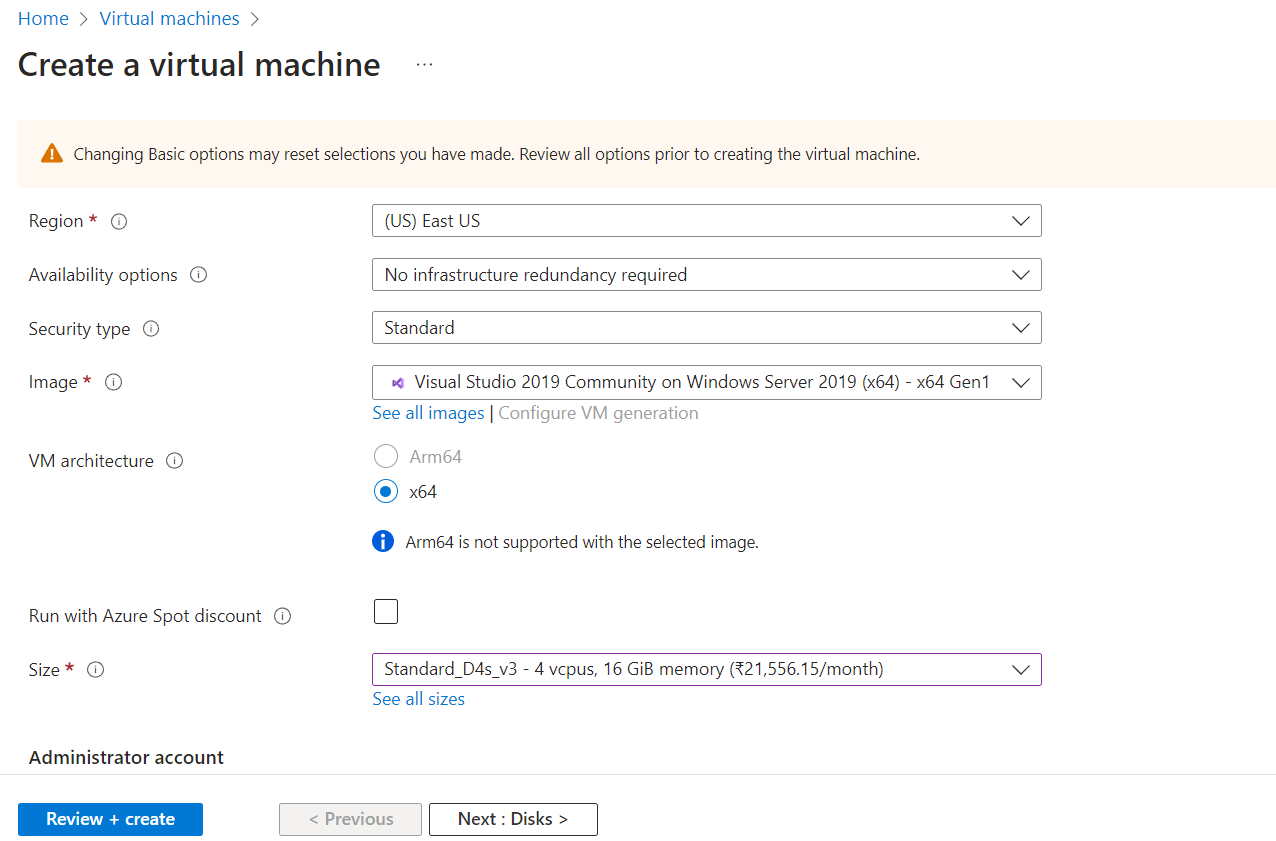 Home > Virtual machines >
Create a virtual machine ...
Changing Basic options may reset selections you have made. Review all options prior to creating the virtual machine.
Region * (US) East US
Availability options No infrastructure redundancy required
Security type Standard
Image * Visual Studio 2019 Community on Windows Server 2019 (x64) - x64 Gen1
See all images | Configure VM generation
VM architecture Arm64
x64
Arm64 is not supported with the selected image.
Run with Azure Spot discount
Size * Standard_D4s_v3 - 4 vcpus, 16 GiB memory (₹21,556.15/month)
See all sizes
Administrator account
Review + create < Previous Next : Disks >